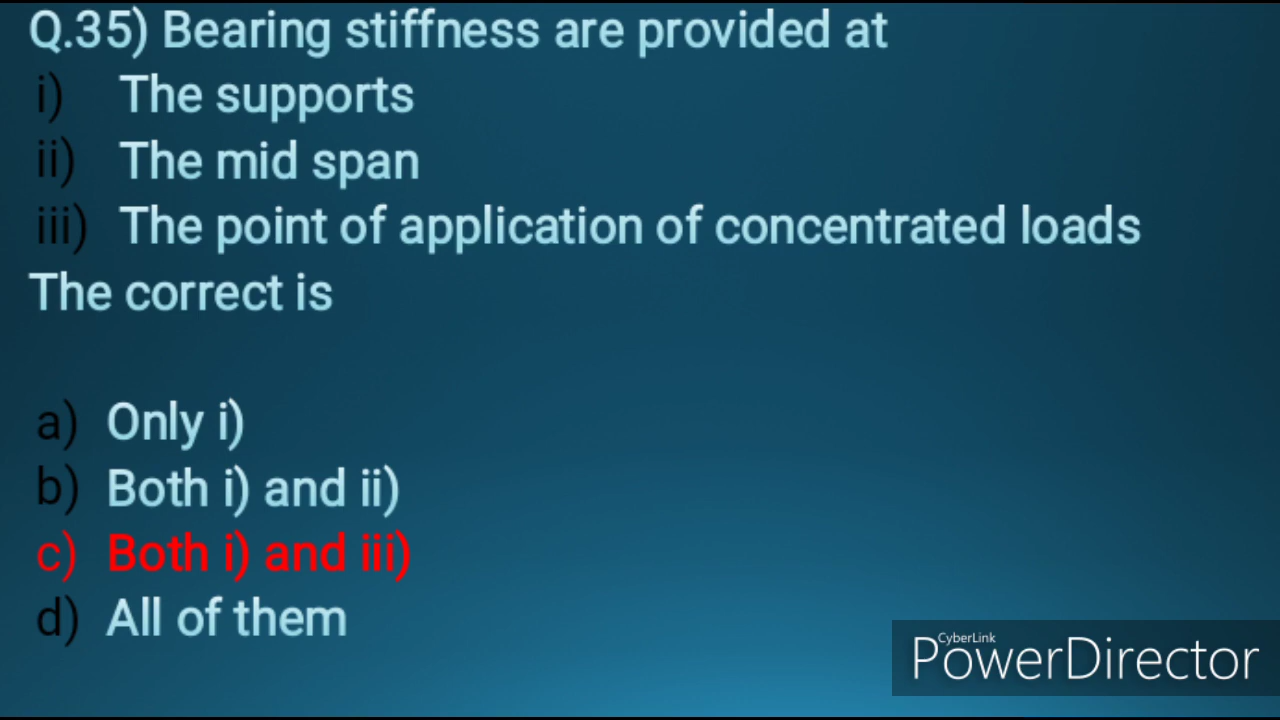 Q.35) Bearing stiffness are provided at
i) The supports
ii) The mid span
iii) The point of application of concentrated loads
The correct is
a) Only i)
b) Both i) and ii)
c) Both i) and iii)
d) All of them
CyberLink
PowerDirector